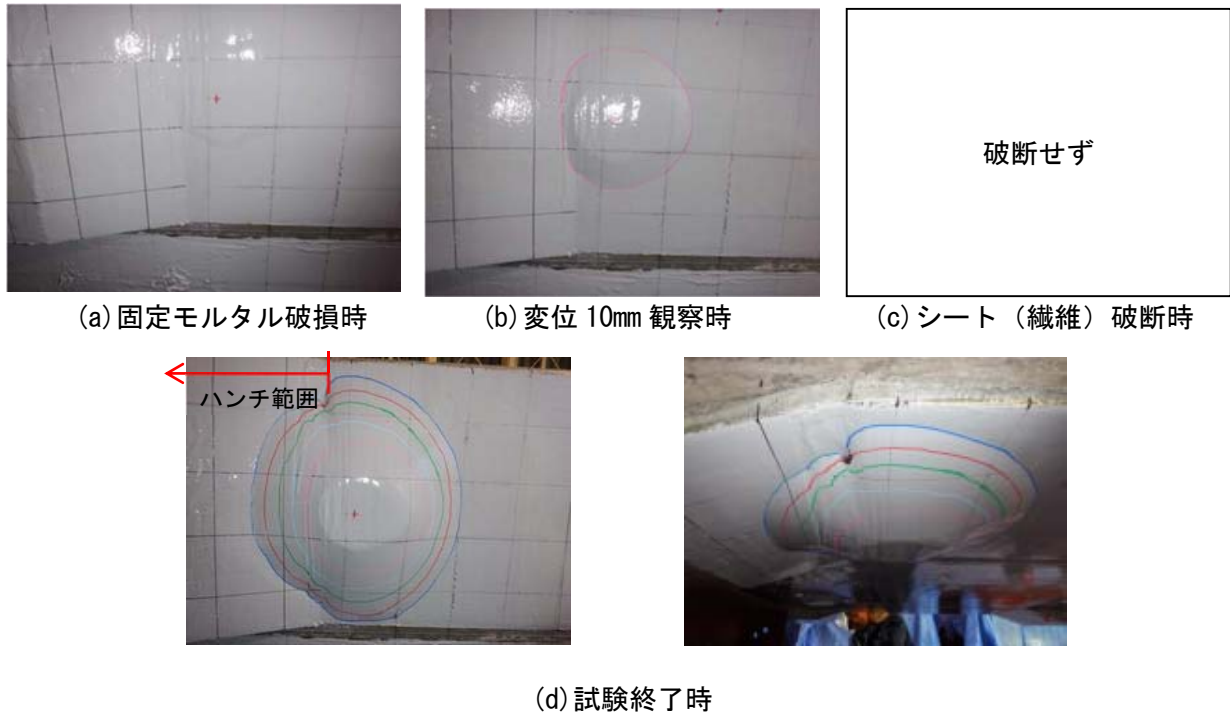 破断せず
(a)固定モルタル破損時
(b)変位 10mm 観察時
(c)シート（繊維）破断時
ハンチ範囲
(d)試験終了時